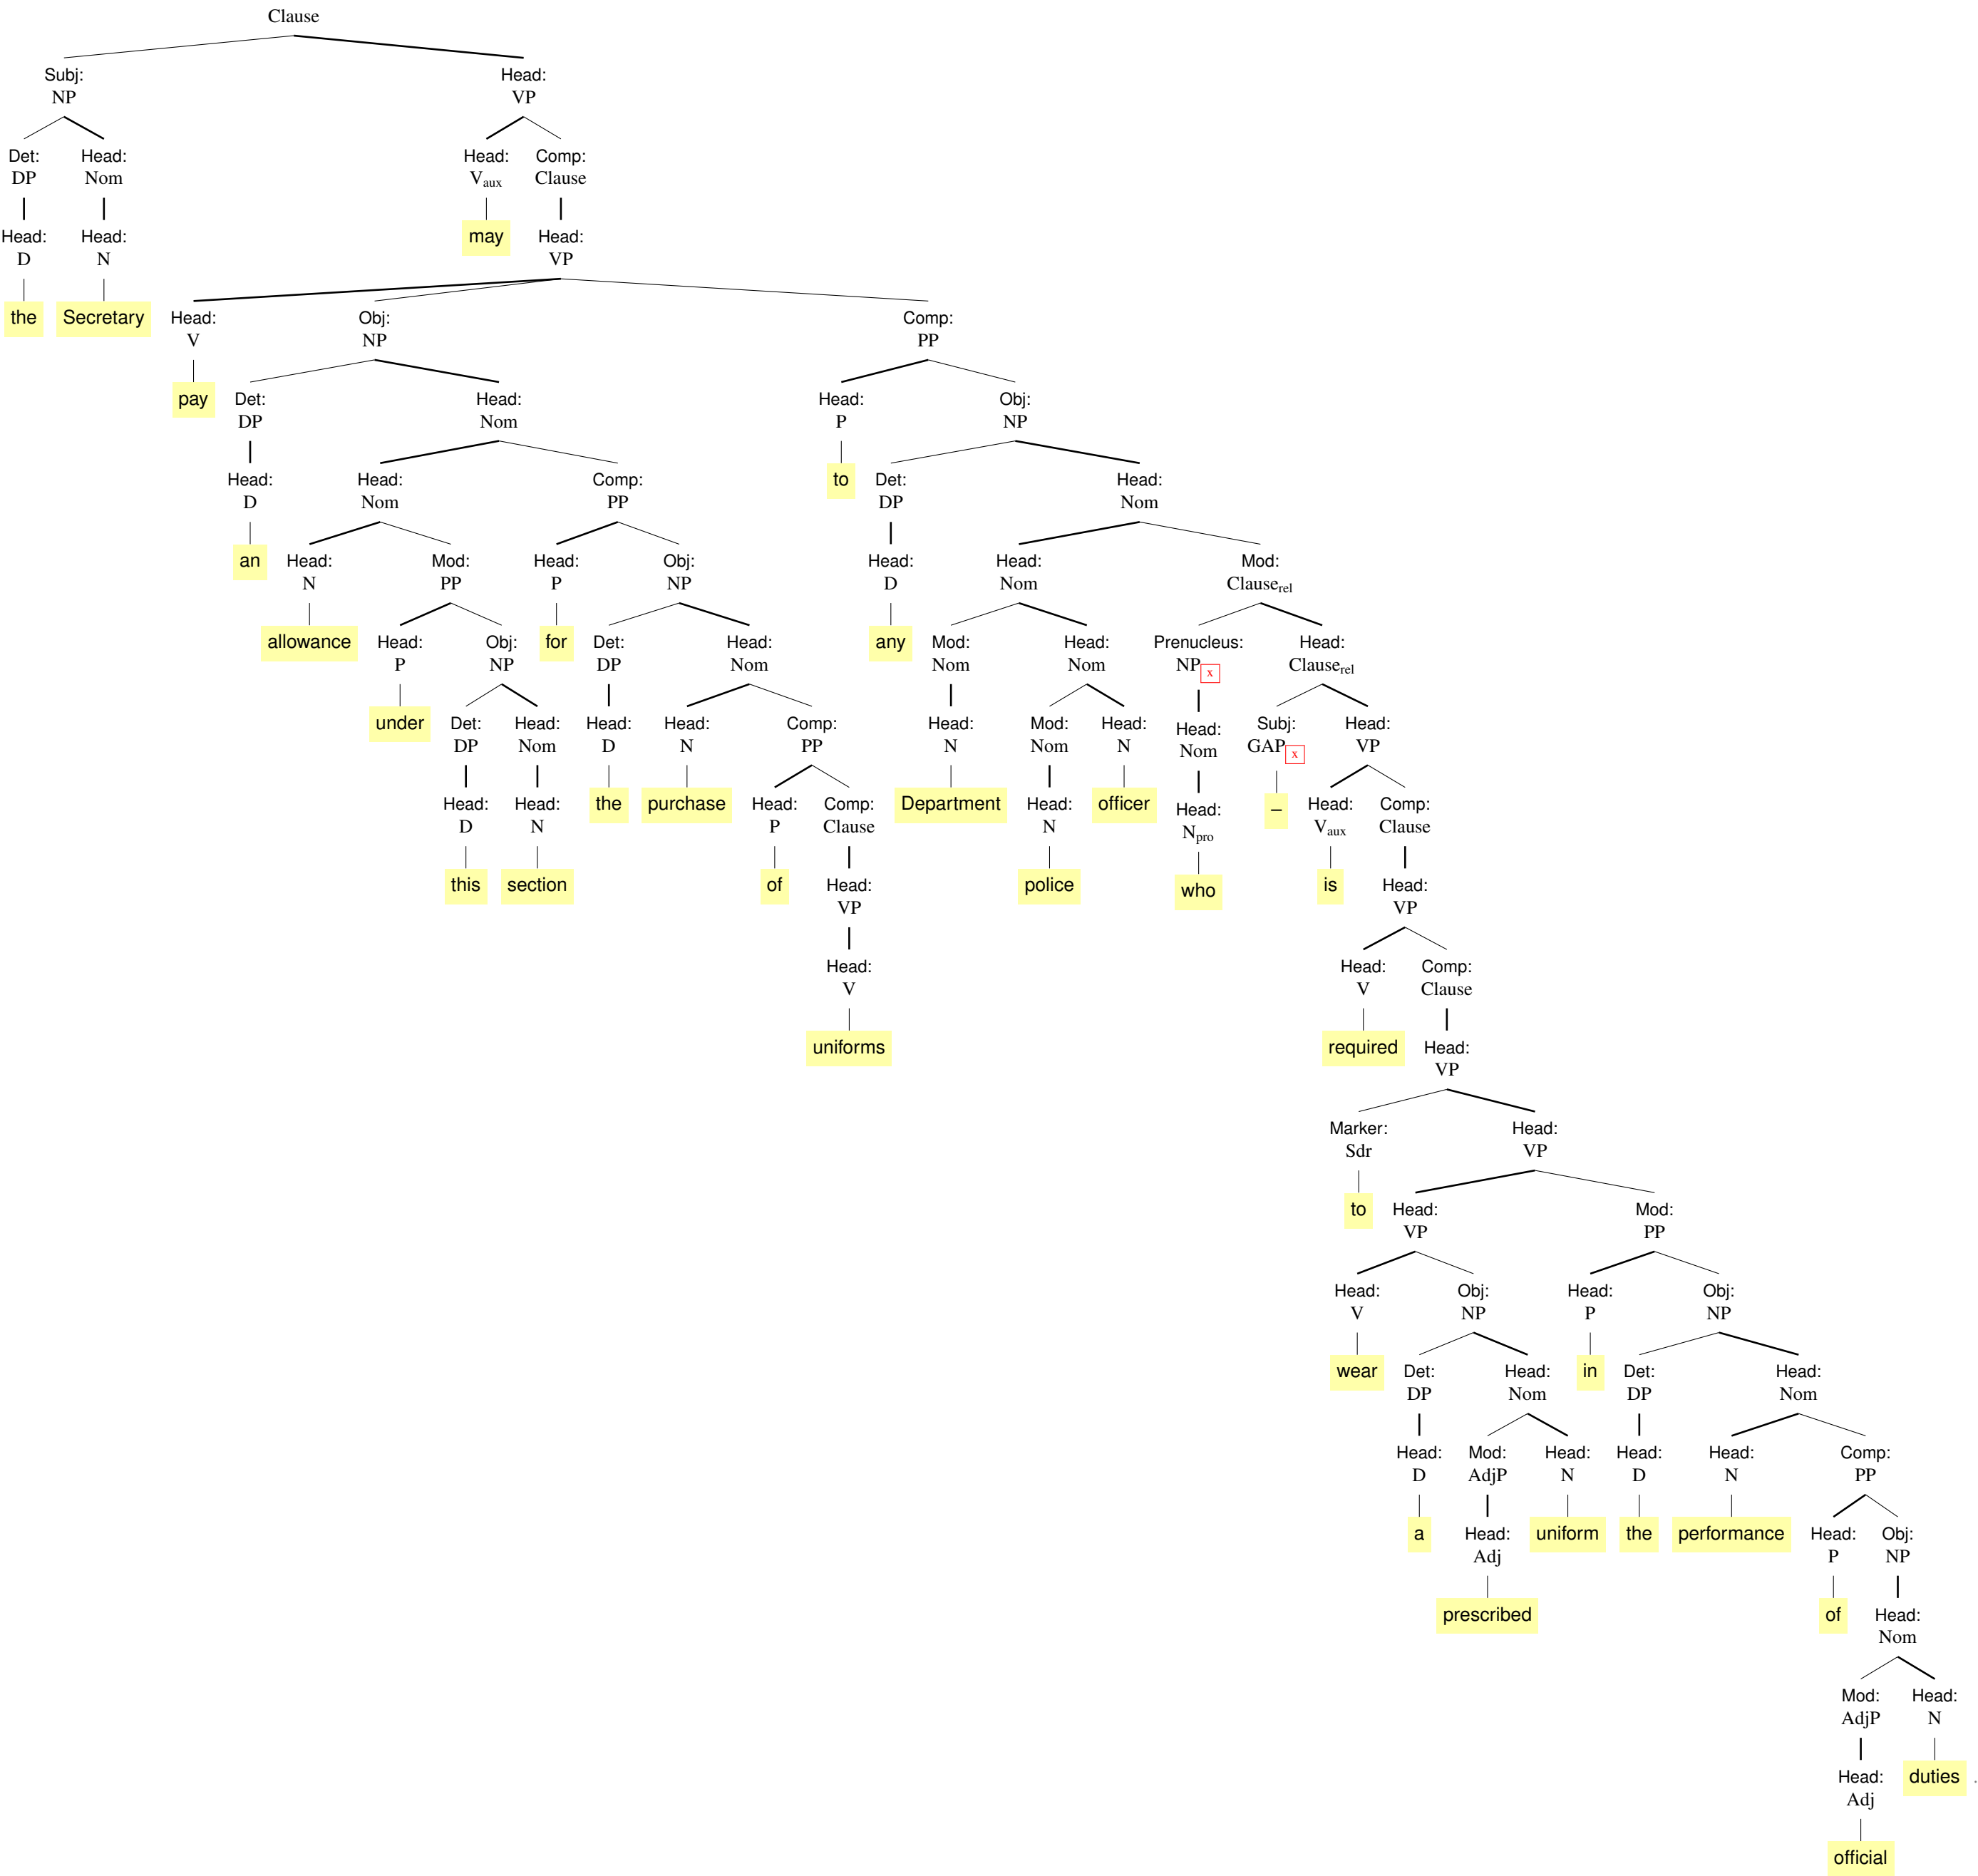 Clause
Subj: Head:
NP VP
Det: Head: Head: Comp:
DP Nom Vaux Clause
Head: Head: may Head:
D N VP
the Secretary Head: Obj: Comp:
V NP PP
pay Det: Head: Head: Obj:
DP Nom P NP
Head: Head: Comp: to Det: Head:
D Nom PP DP Nom
an Head: Mod: Head: Obj: Head: Head: Mod:
N PP P NP D Nom Clauserel
allowance Head: Obj: for Det: Head: any Mod: Head: Prenucleus: Head:
P NP DP Nom Nom Nom NP x Clauserel
under Det: Head: Head: Head: Comp: Head: Mod: Head: Head: Subj: Head:
DP Nom D N PP N Nom N Nom GAP x VP
Head: Head: the purchase Head: Comp: Department Head: officer Head: – Head: Comp:
D N P Clause N Npro Vaux Clause
this section of Head: police who is Head:
VP VP
Head: Head: Comp:
V V Clause
uniforms required Head:
VP
Marker: Head:
Sdr VP
to Head: Mod:
VP PP
Head: Obj: Head: Obj:
V NP P NP
wear Det: Head: in Det: Head:
DP Nom DP Nom
Head: Mod: Head: Head: Head: Comp:
D AdjP N D N PP
a Head: uniform the performance Head: Obj:
Adj P NP
prescribed of Head:
Nom
Mod: Head:
AdjP N
Head: duties .
Adj
official